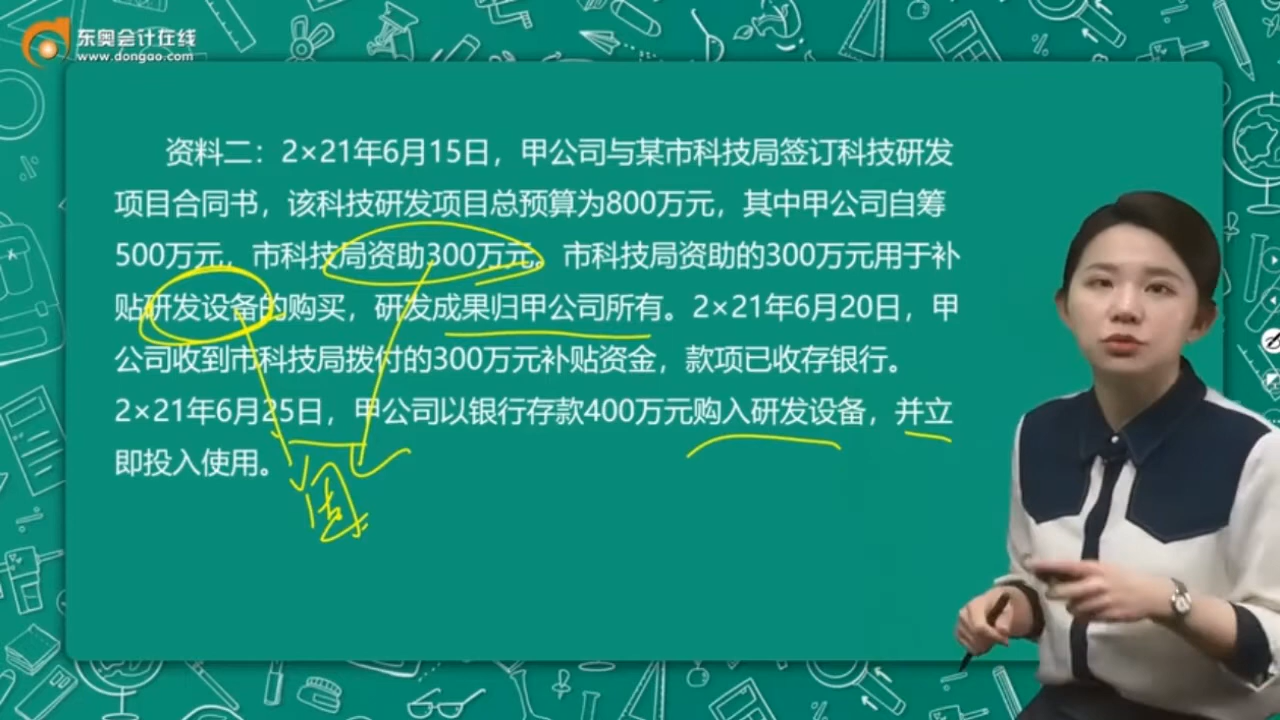 东奥会计在线
www.dongao.com
资料二：2×21年6月15日，甲公司与某市科技局签订科技研发
项目合同书，该科技研发项目总预算为800万元，其中甲公司自筹
500万元，市科技局资助300万元。市科技局资助的300万元用于补
贴研发设备的购买，研发成果归甲公司所有。2×21年6月20日，甲
公司收到市科技局拨付的300万元补贴资金，款项已收存银行。
2×21年6月25日，甲公司以银行存款400万元购入研发设备，并立
即投入使用。
固